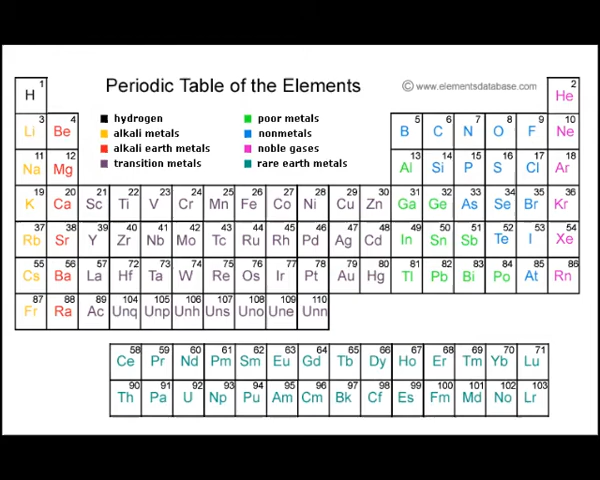 Periodic Table of the Elements
© www.elementsdatabase.com
1 2
H He
hydrogen poor metals
alkali metals nonmetals
alkali earth metals noble gases
transition metals rare earth metals
3 4 5 6 7 8 9 10
Li Be B C N O F Ne
11 12 13 14 15 16 17 18
Na Mg Al Si P S Cl Ar
19 20 21 22 23 24 25 26 27 28 29 30 31 32 33 34 35 36
K Ca Sc Ti V Cr Mn Fe Co Ni Cu Zn Ga Ge As Se Br Kr
37 38 39 40 41 42 43 44 45 46 47 48 49 50 51 52 53 54
Rb Sr Y Zr Nb Mo Tc Ru Rh Pd Ag Cd In Sn Sb Te I Xe
55 56 57 72 73 74 75 76 77 78 79 80 81 82 83 84 85 86
Cs Ba La Hf Ta W Re Os Ir Pt Au Hg Tl Pb Bi Po At Rn
87 88 89 104 105 106 107 108 109 110
Fr Ra Ac Unq Unp Unh Uns Uno Une Unn
58 59 60 61 62 63 64 65 66 67 68 69 70 71
Ce Pr Nd Pm Sm Eu Gd Tb Dy Ho Er Tm Yb Lu
90 91 92 93 94 95 96 97 98 99 100 101 102 103
Th Pa U Np Pu Am Cm Bk Cf Es Fm Md No Lr